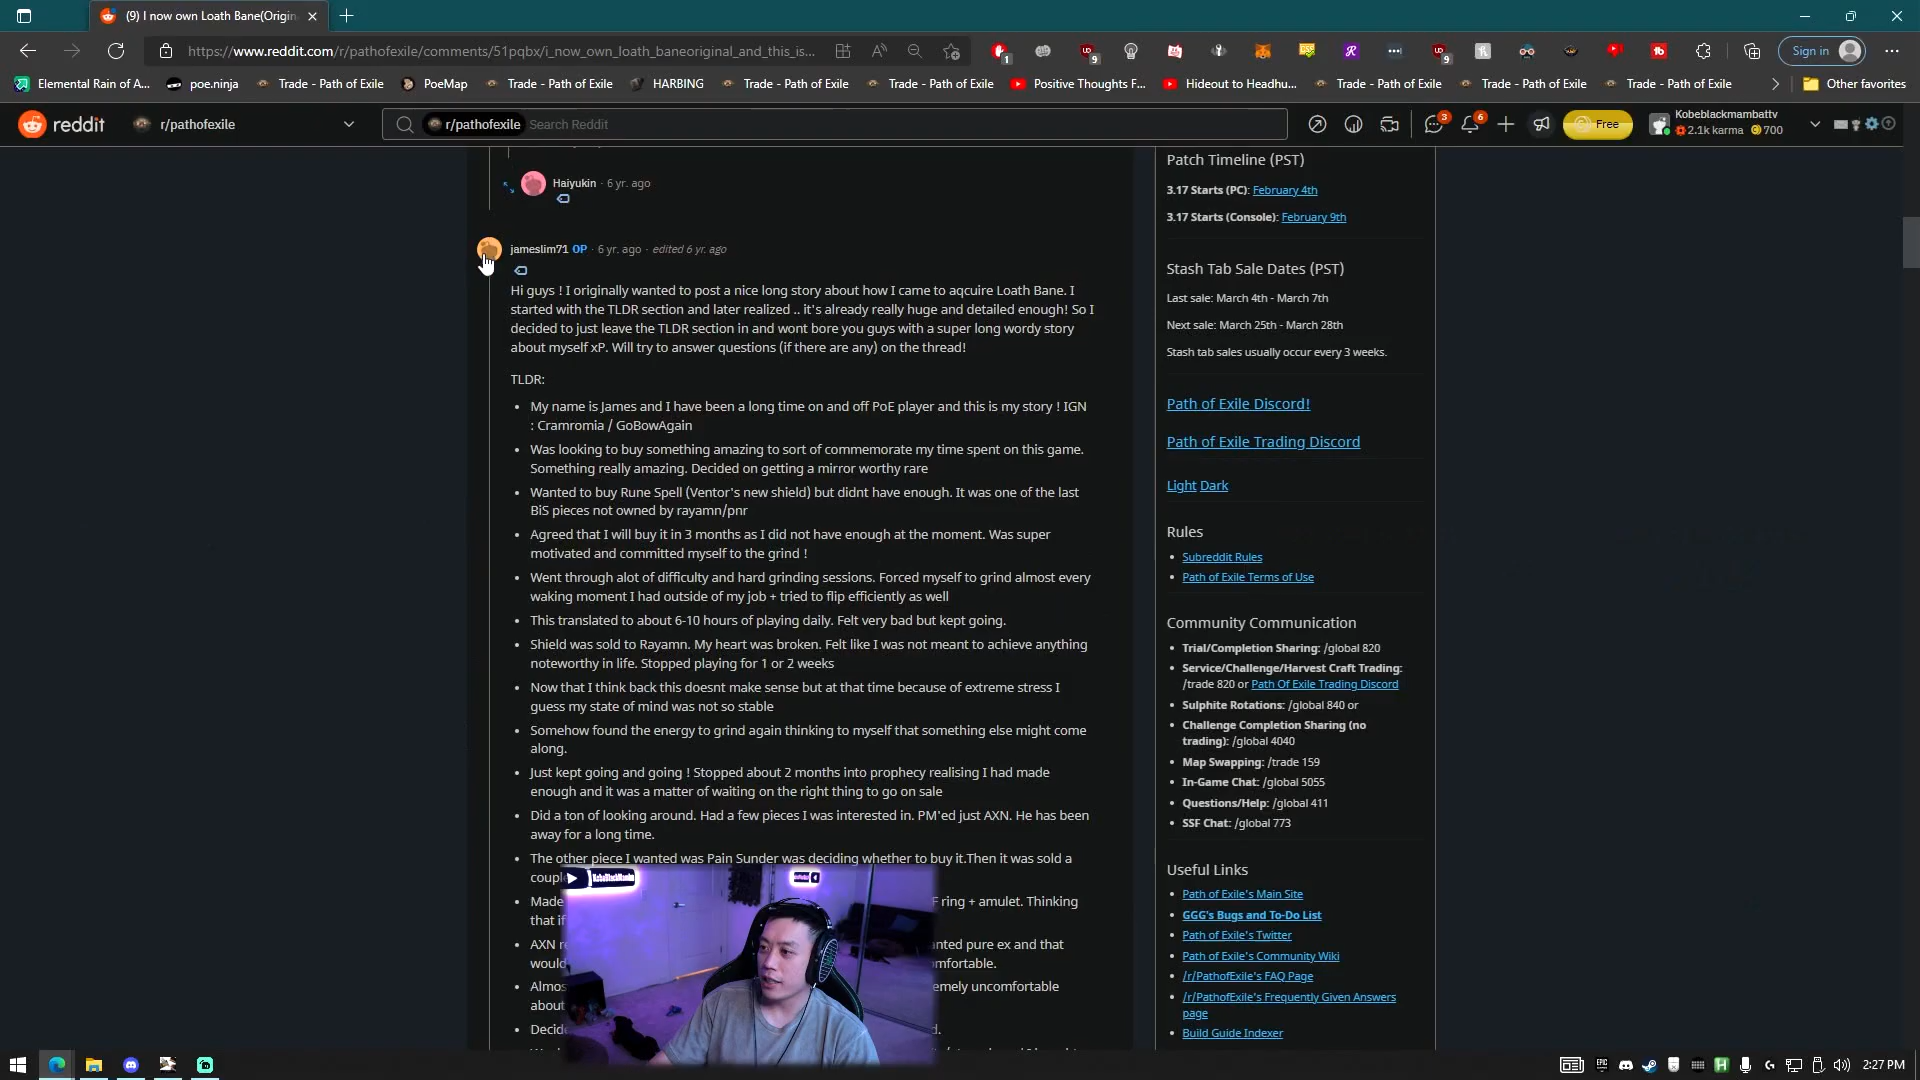 (9) I now own Loath Bane(Origin
https://www.reddit.com/r/pathofexile/comments/51pqbx/i_now_own_loath_baneoriginal_and_this_is...
Sign in
Elemental Rain of A...
poe.ninja
Trade - Path of Exile
PoeMap
Trade - Path of Exile
HARBING
Trade - Path of Exile
Trade - Path of Exile
Positive Thoughts F...
Hideout to Headhu...
Trade - Path of Exile
Trade - Path of Exile
Trade - Path of Exile
Other favorites
reddit
r/pathofexile
r/pathofexile Search Reddit
3
6
Free
Kobeblackmambattv
2.1k karma 700
Haiyukin · 6 yr. ago
jameslim71 OP · 6 yr. ago · edited 6 yr. ago
Hi guys ! I originally wanted to post a nice long story about how I came to aqcuire Loath Bane. I
started with the TLDR section and later realized .. it's already really huge and detailed enough! So I
decided to just leave the TLDR section in and wont bore you guys with a super long wordy story
about myself xP. Will try to answer questions (if there are any) on the thread!
TLDR:
• My name is James and I have been a long time on and off PoE player and this is my story ! IGN
: Cramromia / GoBowAgain
• Was looking to buy something amazing to sort of commemorate my time spent on this game.
Something really amazing. Decided on getting a mirror worthy rare
• Wanted to buy Rune Spell (Ventor's new shield) but didnt have enough. It was one of the last
BiS pieces not owned by rayamn/pnr
• Agreed that I will buy it in 3 months as I did not have enough at the moment. Was super
motivated and committed myself to the grind !
• Went through alot of difficulty and hard grinding sessions. Forced myself to grind almost every
waking moment I had outside of my job + tried to flip efficiently as well
• This translated to about 6-10 hours of playing daily. Felt very bad but kept going.
• Shield was sold to Rayamn. My heart was broken. Felt like I was not meant to achieve anything
noteworthy in life. Stopped playing for 1 or 2 weeks
• Now that I think back this doesnt make sense but at that time because of extreme stress I
guess my state of mind was not so stable
• Somehow found the energy to grind again thinking to myself that something else might come
along.
• Just kept going and going ! Stopped about 2 months into prophecy realising I had made
enough and it was a matter of waiting on the right thing to go on sale
• Did a ton of looking around. Had a few pieces I was interested in. PM'ed just AXN. He has been
away for a long time.
• The other piece I wanted was Pain Sunder was deciding whether to buy it.Then it was sold a
coupl
• Made F ring + amulet. Thinking
that if
• AXN re anted pure ex and that
would omfortable.
• Almos emely uncomfortable
about
• Decide d.
Patch Timeline (PST)
3.17 Starts (PC): February 4th
3.17 Starts (Console): February 9th
Stash Tab Sale Dates (PST)
Last sale: March 4th - March 7th
Next sale: March 25th - March 28th
Stash tab sales usually occur every 3 weeks.
Path of Exile Discord!
Path of Exile Trading Discord
Light Dark
Rules
• Subreddit Rules
• Path of Exile Terms of Use
Community Communication
• Trial/Completion Sharing: /global 820
• Service/Challenge/Harvest Craft Trading:
/trade 820 or Path Of Exile Trading Discord
• Sulphite Rotations: /global 840 or
• Challenge Completion Sharing (no
trading): /global 4040
• Map Swapping: /trade 159
• In-Game Chat: /global 5055
• Questions/Help: /global 411
• SSF Chat: /global 773
Useful Links
• Path of Exile's Main Site
• GGG's Bugs and To-Do List
• Path of Exile's Twitter
• Path of Exile's Community Wiki
• /r/PathofExile's FAQ Page
• /r/PathofExile's Frequently Given Answers
page
• Build Guide Indexer
2:27 PM